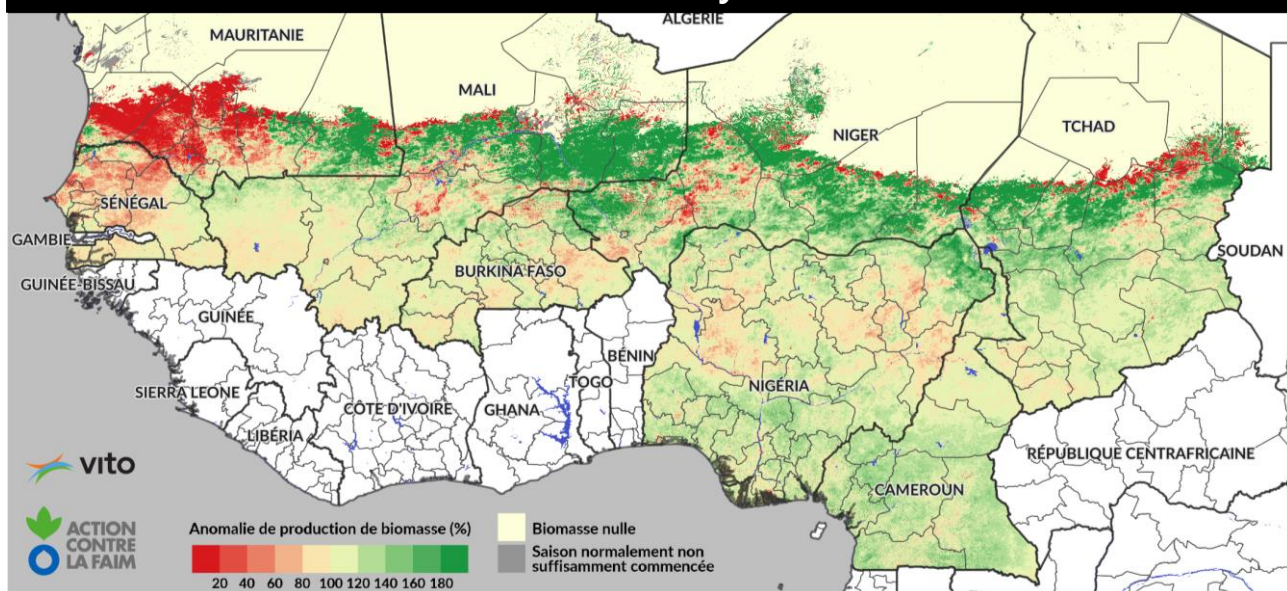 ALGÉRIE
MAURITANIE
MALI
NIGER
TCHAD
SÉNÉGAL
GAMBIE
SOUDAN
BURKINA FASO
GUINÉE-BISSAU
GUINÉE
BÉNIN
SIERRA LEONE
TOGO
NIGÉRIA
CÔTE D'IVOIRE
GHANA
LIBÉRIA
RÉPUBLIQUE CENTRAFRICAINE
vito
CAMEROUN
ACTION
CONTRE
LA FAIM
Anomalie de production de biomasse (%)
20 40 60 80 100 120 140 160 180
Biomasse nulle
Saison normalement non
suffisamment commencée